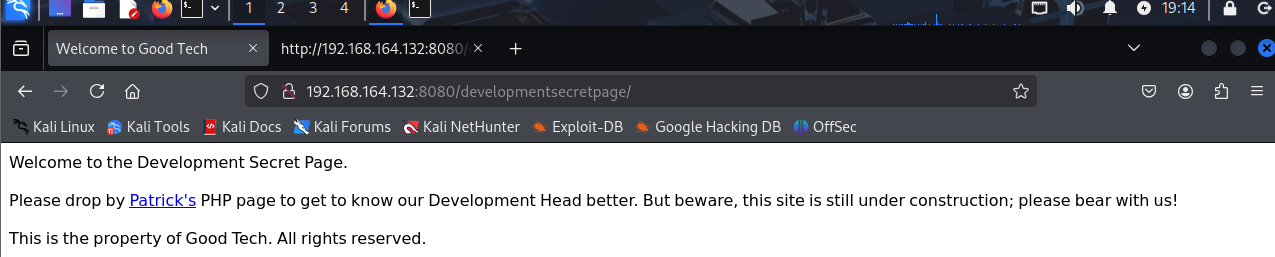 1 2 3 4 19:14
Welcome to Good Tech http://192.168.164.132:8080/
192.168.164.132:8080/developmentsecretpage/
Kali Linux Kali Tools Kali Docs Kali Forums Kali NetHunter Exploit-DB Google Hacking DB OffSec
Welcome to the Development Secret Page.
Please drop by Patrick's PHP page to get to know our Development Head better. But beware, this site is still under construction; please bear with us!
This is the property of Good Tech. All rights reserved.